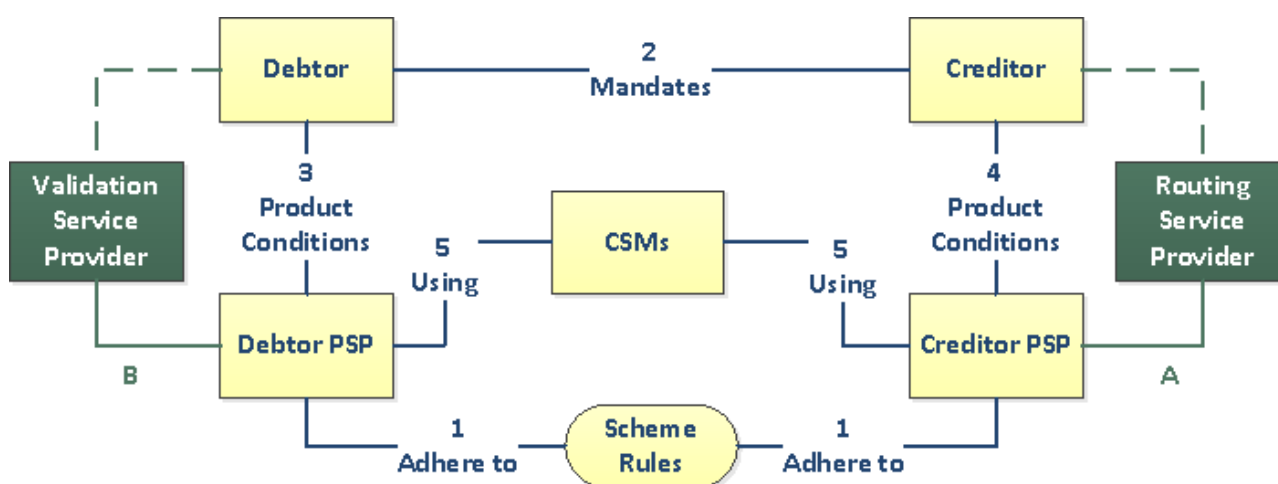 Debtor
2
Mandates
Creditor
Validation
Service
Provider
3
Product
Conditions
5
Using
CSMs
5
Using
4
Product
Conditions
Routing
Service
Provider
Debtor PSP
Creditor PSP
B
A
1
Adhere to
Scheme
Rules
1
Adhere to